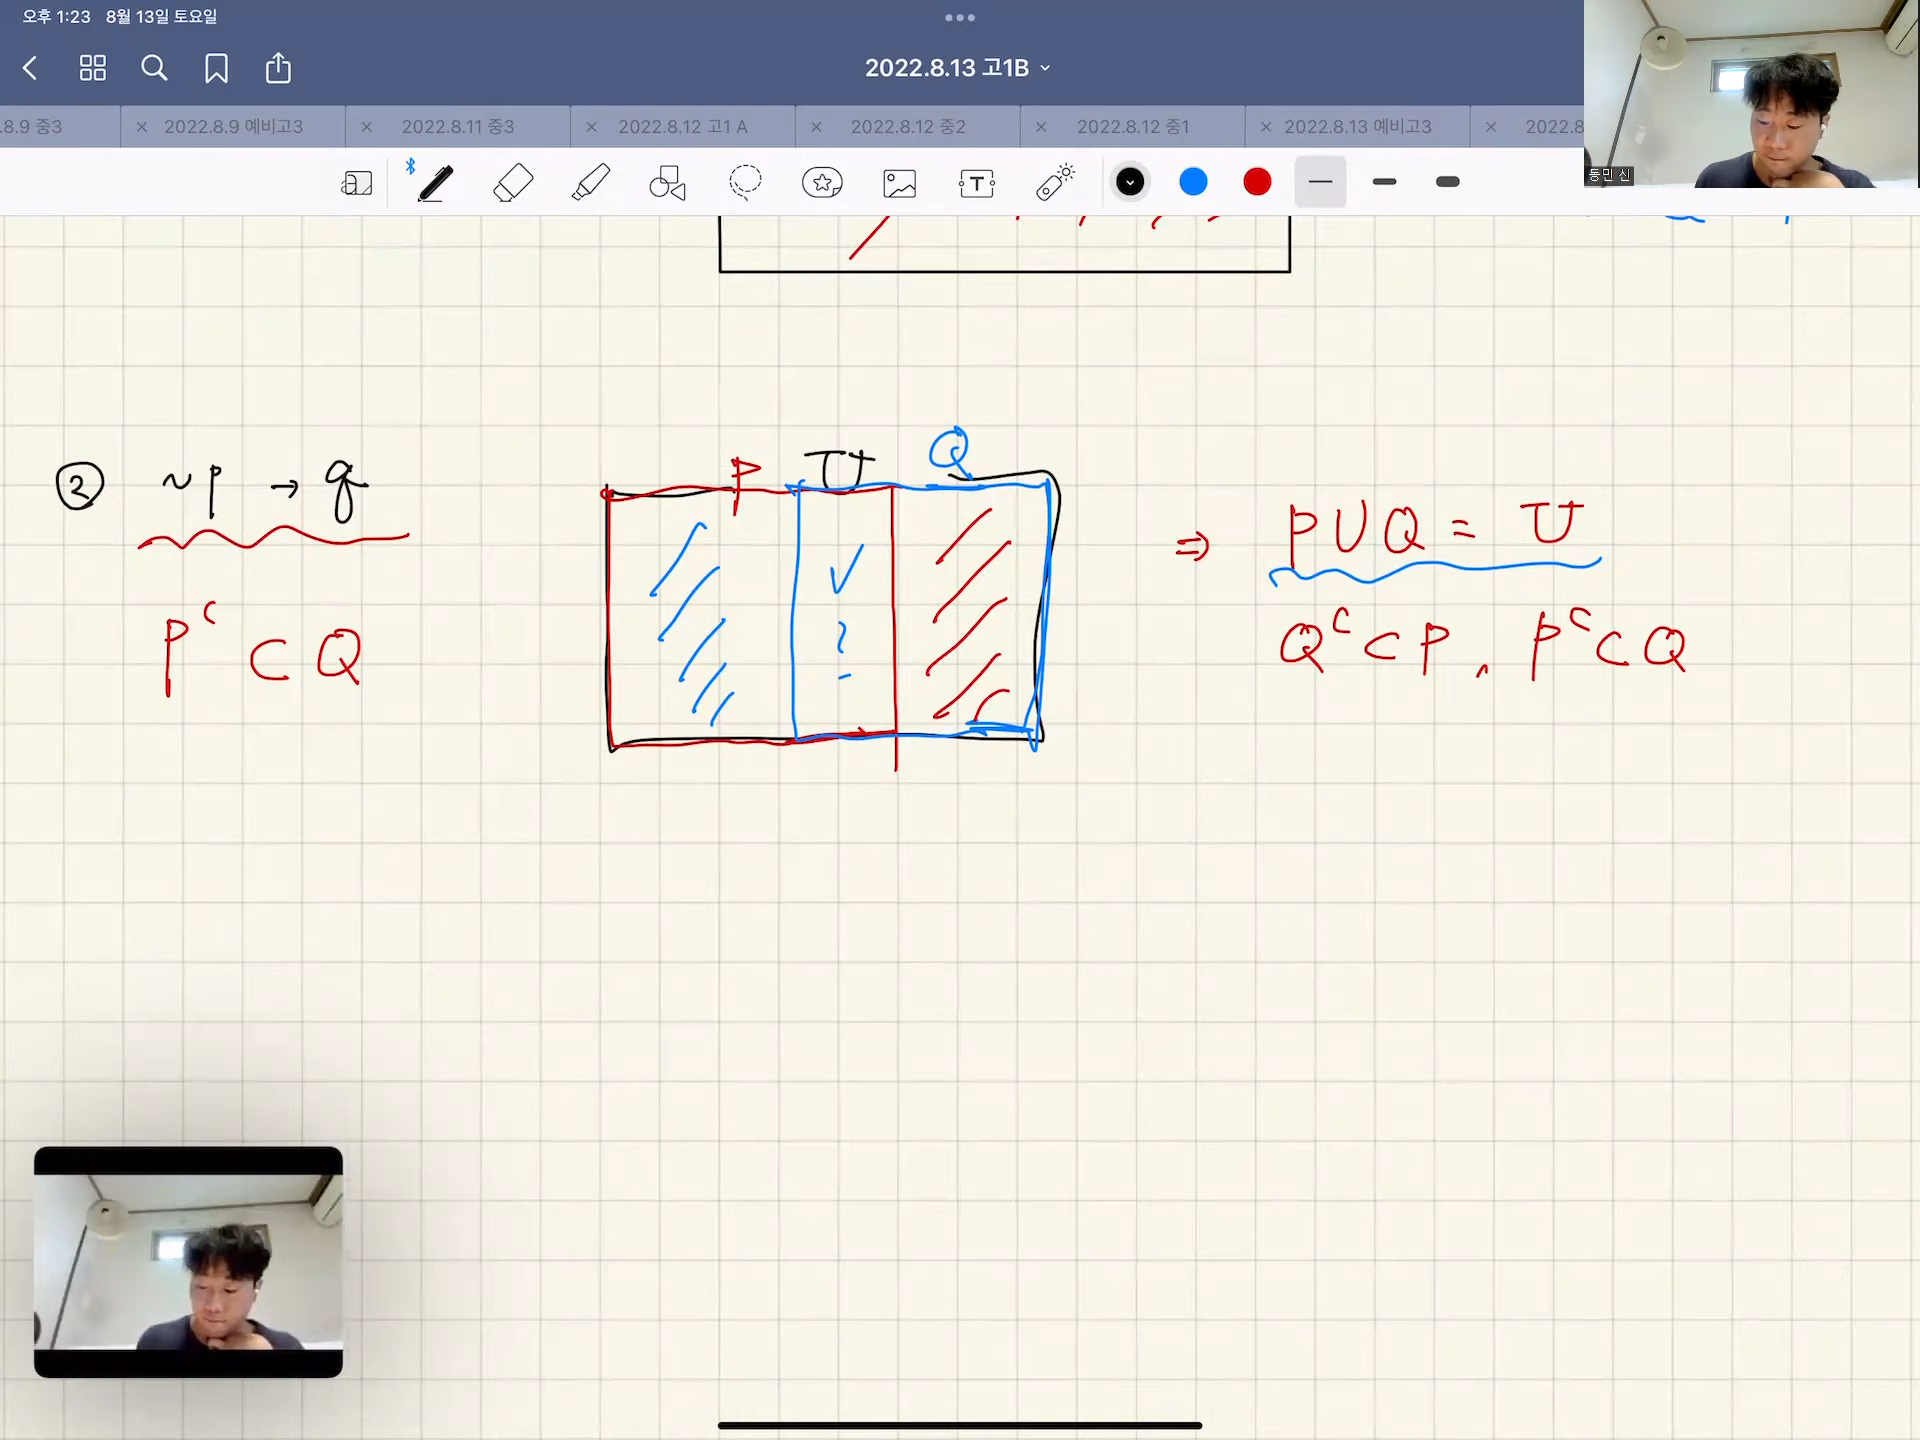 오후 1:23 8월 13일 토요일
2022.8.13 고1B
.8.9 중3
2022.8.9 예비고3
2022.8.11 중3
2022.8.12 고1 A
2022.8.12 중2
2022.8.12 중1
2022.8.13 예비고3
2022.8
동민 신
T
② ~p → q
P U Q
⇒ P∪Q = U
?
Pᶜ ⊂ Q
Qᶜ⊂P, Pᶜ⊂Q